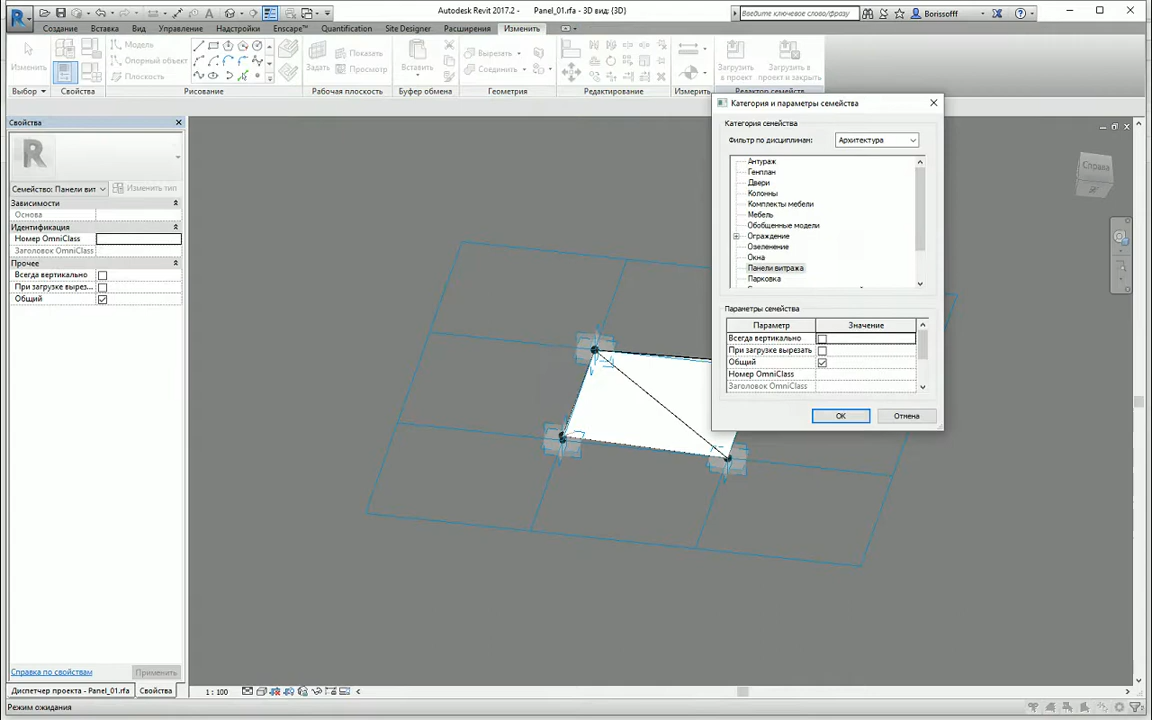 Autodesk Revit 2017.2 - Panel_01.rfa - 3D вид: {3D}
Введите ключевое слово/фразу
Borissofff
Создание Вставка Вид Управление Надстройки Enscape™ Quantification Site Designer Расширения Изменить
Изменить
Модель
Опорный объект
Плоскость
Задать
Показать
Просмотр
Вставить
Вырезать
Соединить
Загрузить в проект
Загрузить в проект и закрыть
Выбор Свойства Рисование Рабочая плоскость Буфер обмена Геометрия Редактирование Измерить Редактор семейств
Свойства
R
Семейство: Панели вит
Изменить тип
Зависимости
Основа
Идентификация
Номер OmniClass
Заголовок OmniClass
Прочее
Всегда вертикально
При загрузке вырез...
Общий
Справка по свойствам
Применить
Диспетчер проекта - Panel_01.rfa
Свойства
Режим ожидания
1 : 100
Справа
Категория и параметры семейства
Категория семейства
Фильтр по дисциплинам: Архитектура
Антураж
Генплан
Двери
Колонны
Комплекты мебели
Мебель
Обобщенные модели
Ограждение
Озеленение
Окна
Панели витража
Парковка
Параметры семейства
Параметр Значение
Всегда вертикально
При загрузке вырезать
Общий
Номер OmniClass
Заголовок OmniClass
OK
Отмена